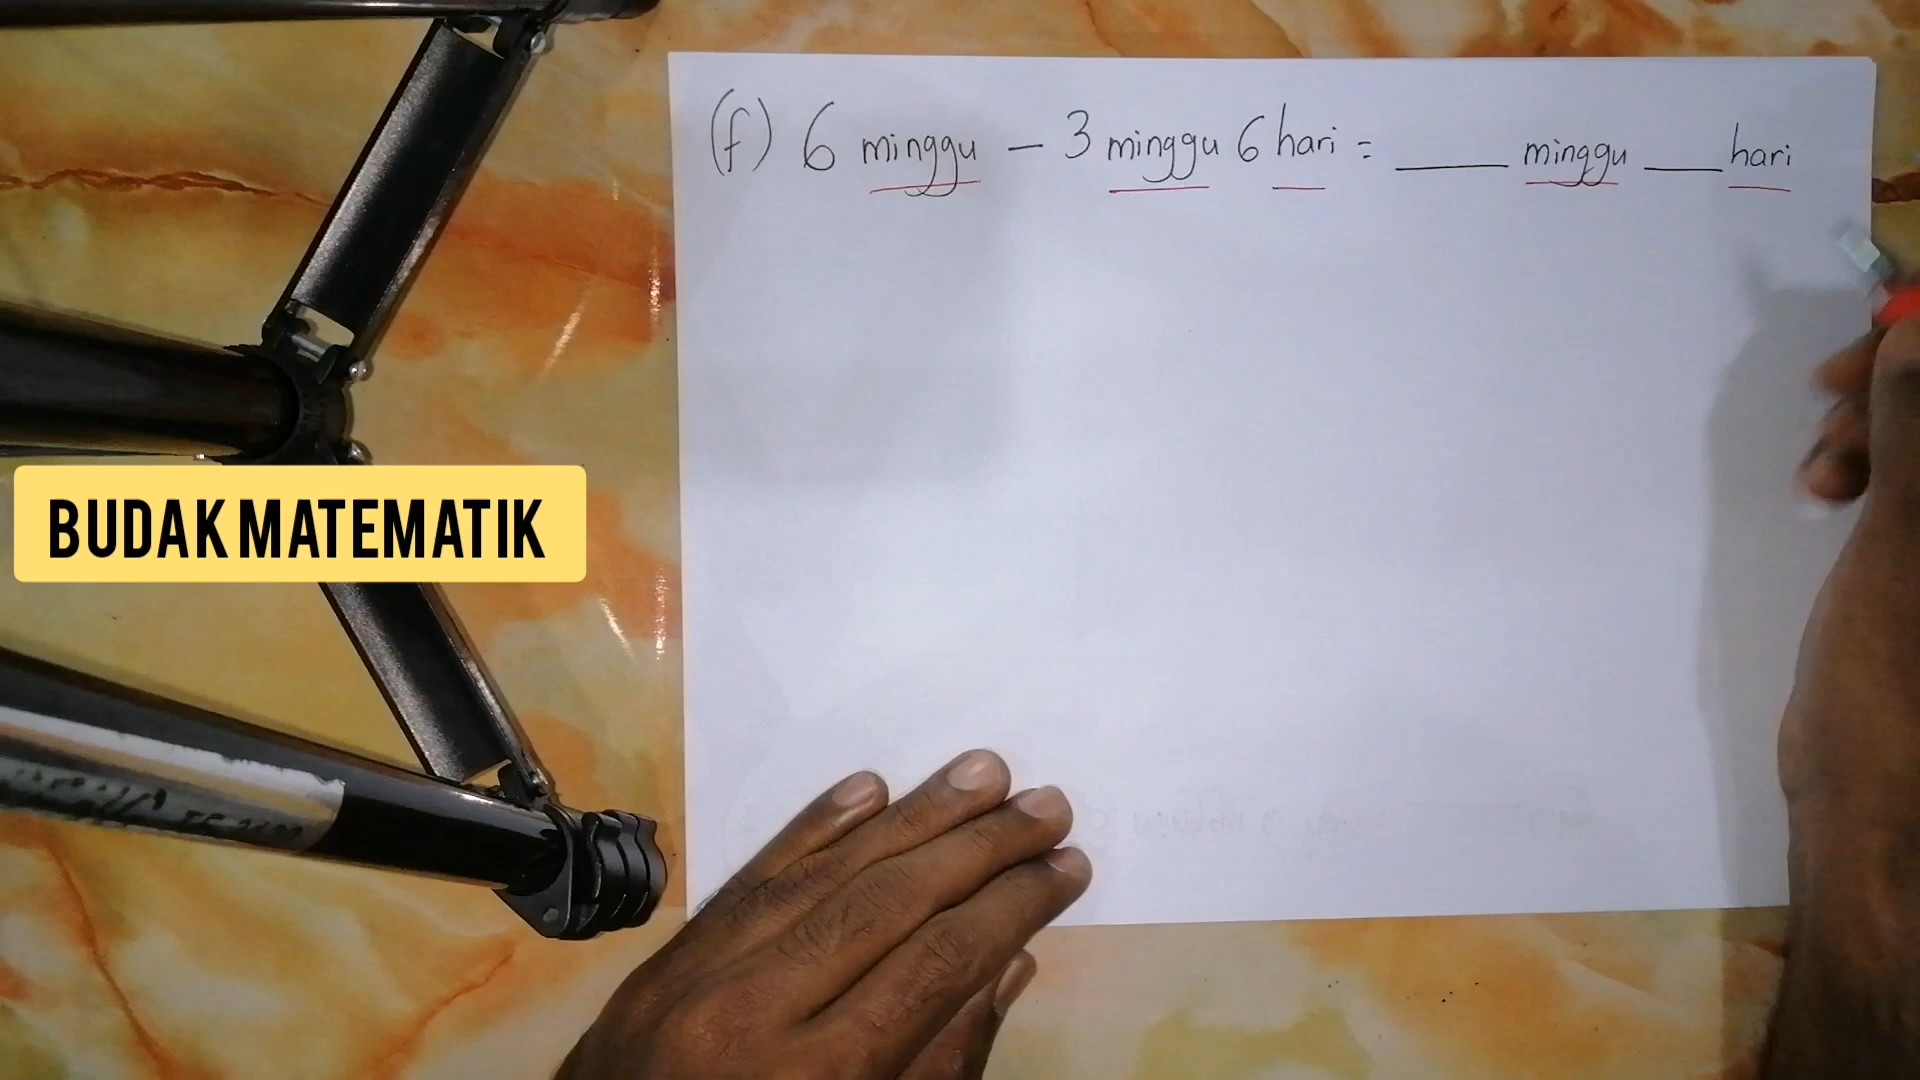 (f) 6 minggu – 3 minggu 6 hari = ____ minggu ____ hari
BUDAK MATEMATIK